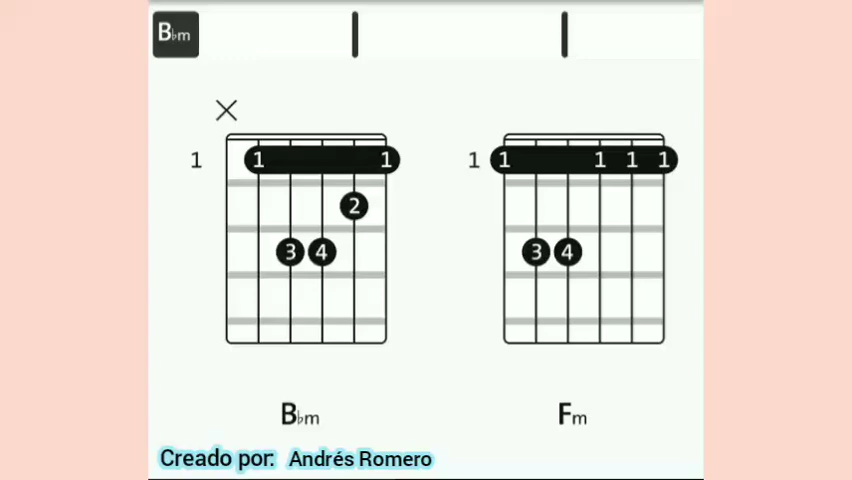 B♭m
×
1 1 1 1 1 1 1 1
2
3 4 3 4
B♭m Fm
Creado por: Andrés Romero